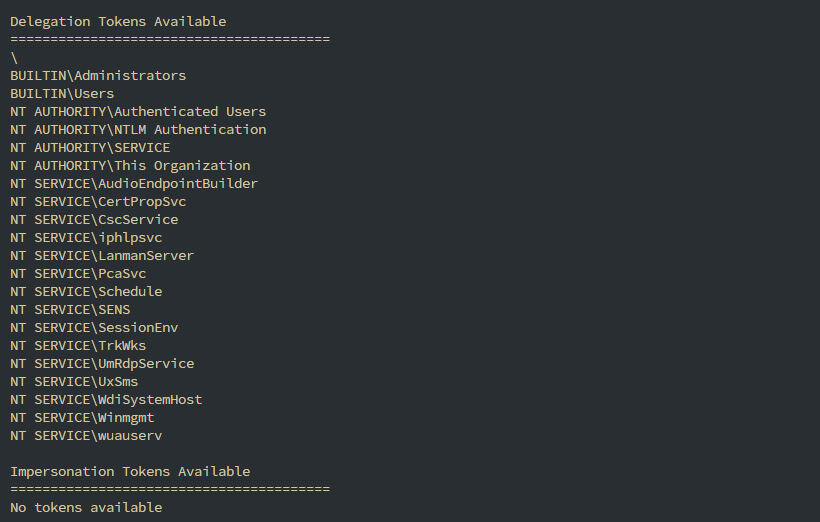 Delegation Tokens Available
========================================
\
BUILTIN\Administrators
BUILTIN\Users
NT AUTHORITY\Authenticated Users
NT AUTHORITY\NTLM Authentication
NT AUTHORITY\SERVICE
NT AUTHORITY\This Organization
NT SERVICE\AudioEndpointBuilder
NT SERVICE\CertPropSvc
NT SERVICE\CscService
NT SERVICE\iphlpsvc
NT SERVICE\LanmanServer
NT SERVICE\PcaSvc
NT SERVICE\Schedule
NT SERVICE\SENS
NT SERVICE\SessionEnv
NT SERVICE\TrkWks
NT SERVICE\UmRdpService
NT SERVICE\UxSms
NT SERVICE\WdiSystemHost
NT SERVICE\Winmgmt
NT SERVICE\wuauserv
Impersonation Tokens Available
========================================
No tokens available